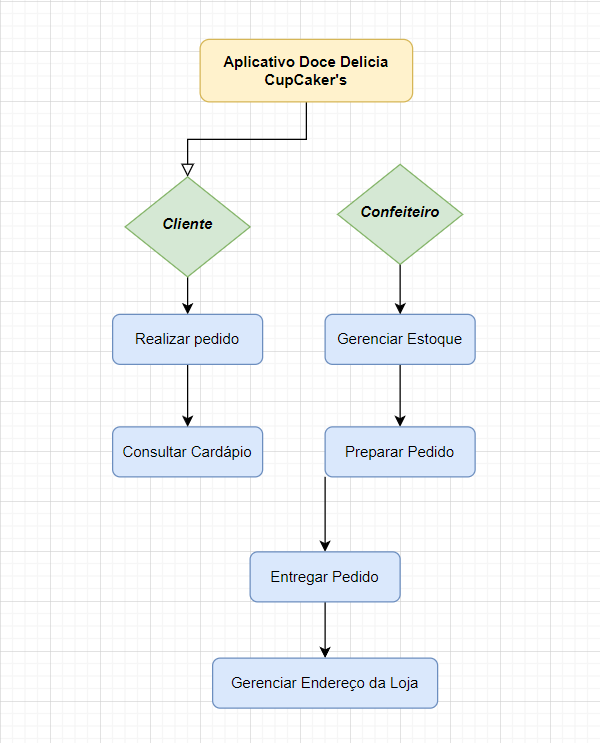 Aplicativo Doce Delicia
CupCaker's
Cliente
Confeiteiro
Realizar pedido
Gerenciar Estoque
Consultar Cardápio
Preparar Pedido
Entregar Pedido
Gerenciar Endereço da Loja